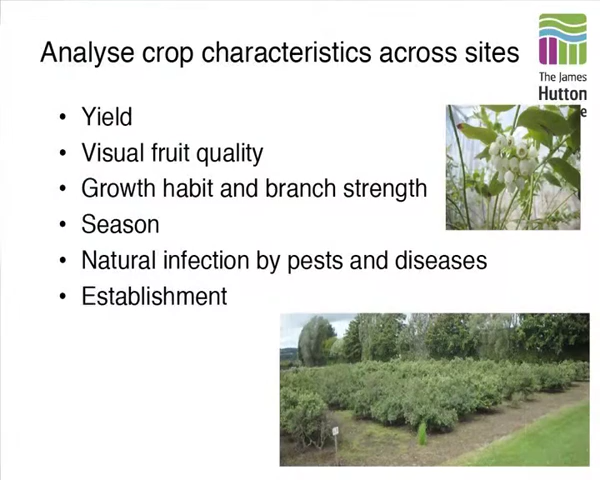 Analyse crop characteristics across sites
The James
Hutton
e
• Yield
• Visual fruit quality
• Growth habit and branch strength
• Season
• Natural infection by pests and diseases
• Establishment